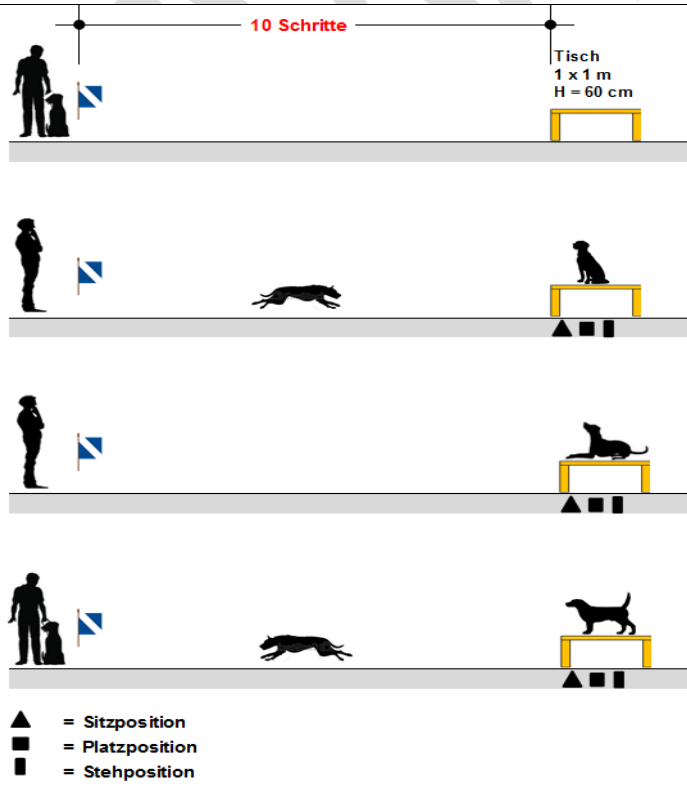 10 Schritte
Tisch
1 x 1 m
H = 60 cm
= Sitzposition
= Platzposition
= Stehposition